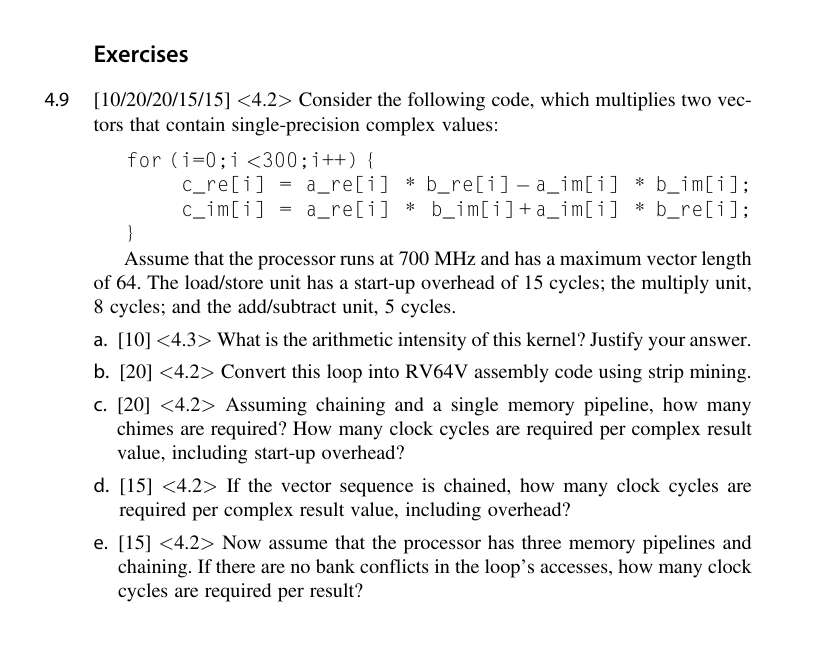 Exercises
4.9 [10/20/20/15/15] <4.2> Consider the following code, which multiplies two vec-
tors that contain single-precision complex values:
for (i=0;i <300;i++) {
c_re[i] = a_re[i] * b_re[i] – a_im[i] * b_im[i];
c_im[i] = a_re[i] * b_im[i]+a_im[i] * b_re[i];
}
Assume that the processor runs at 700 MHz and has a maximum vector length
of 64. The load/store unit has a start-up overhead of 15 cycles; the multiply unit,
8 cycles; and the add/subtract unit, 5 cycles.
a. [10] <4.3> What is the arithmetic intensity of this kernel? Justify your answer.
b. [20] <4.2> Convert this loop into RV64V assembly code using strip mining.
c. [20] <4.2> Assuming chaining and a single memory pipeline, how many
chimes are required? How many clock cycles are required per complex result
value, including start-up overhead?
d. [15] <4.2> If the vector sequence is chained, how many clock cycles are
required per complex result value, including overhead?
e. [15] <4.2> Now assume that the processor has three memory pipelines and
chaining. If there are no bank conflicts in the loop's accesses, how many clock
cycles are required per result?